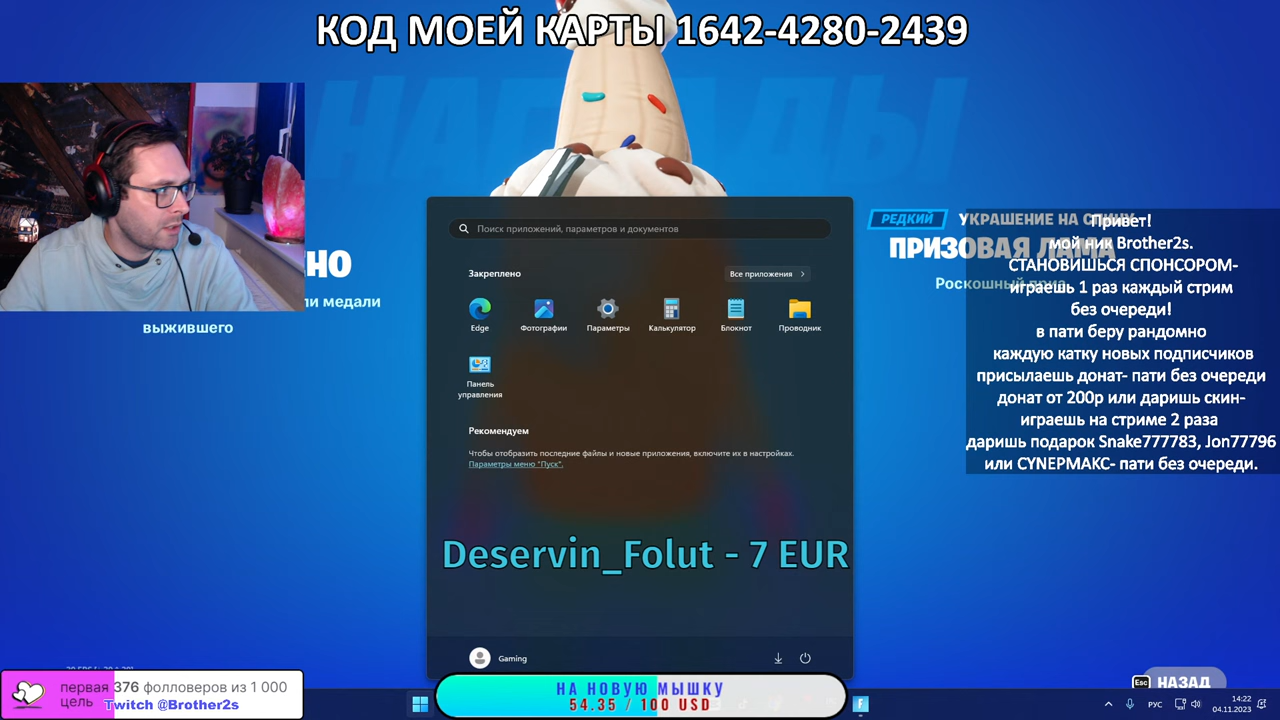 КОД МОЕЙ КАРТЫ 1642-4280-2439
НАГРАДЫ
НО
ли медали
выжившего
Поиск приложений, параметров и документов
Закреплено
Все приложения
Edge
Фотографии
Параметры
Калькулятор
Блокнот
Проводник
Панель
управления
Рекомендуем
Чтобы отобразить последние файлы и новые приложения, включите их в настройках.
Параметры меню "Пуск".
Deservin_Folut - 7 EUR
Gaming
РЕДКИЙ
УКРАШЕНИЕ НА СПИНУ
ПРИЗОВАЯ ЛАМА
Роскошный приз.
Привет!
мой ник Brother2s.
СТАНОВИШЬСЯ СПОНСОРОМ-
играешь 1 раз каждый стрим
без очереди!
в пати беру рандомно
каждую катку новых подписчиков
присылаешь донат- пати без очереди
донат от 200р или даришь скин-
играешь на стриме 2 раза
даришь подарок Snake777783, Jon77796
или СУNЕРМАКС- пати без очереди.
Esc НАЗАД
первая 376 фолловеров из 1 000
цель
Twitch @Brother2s
НА НОВУЮ МЫШКУ
54.35 / 100 USD
РУС
14:22
04.11.2023